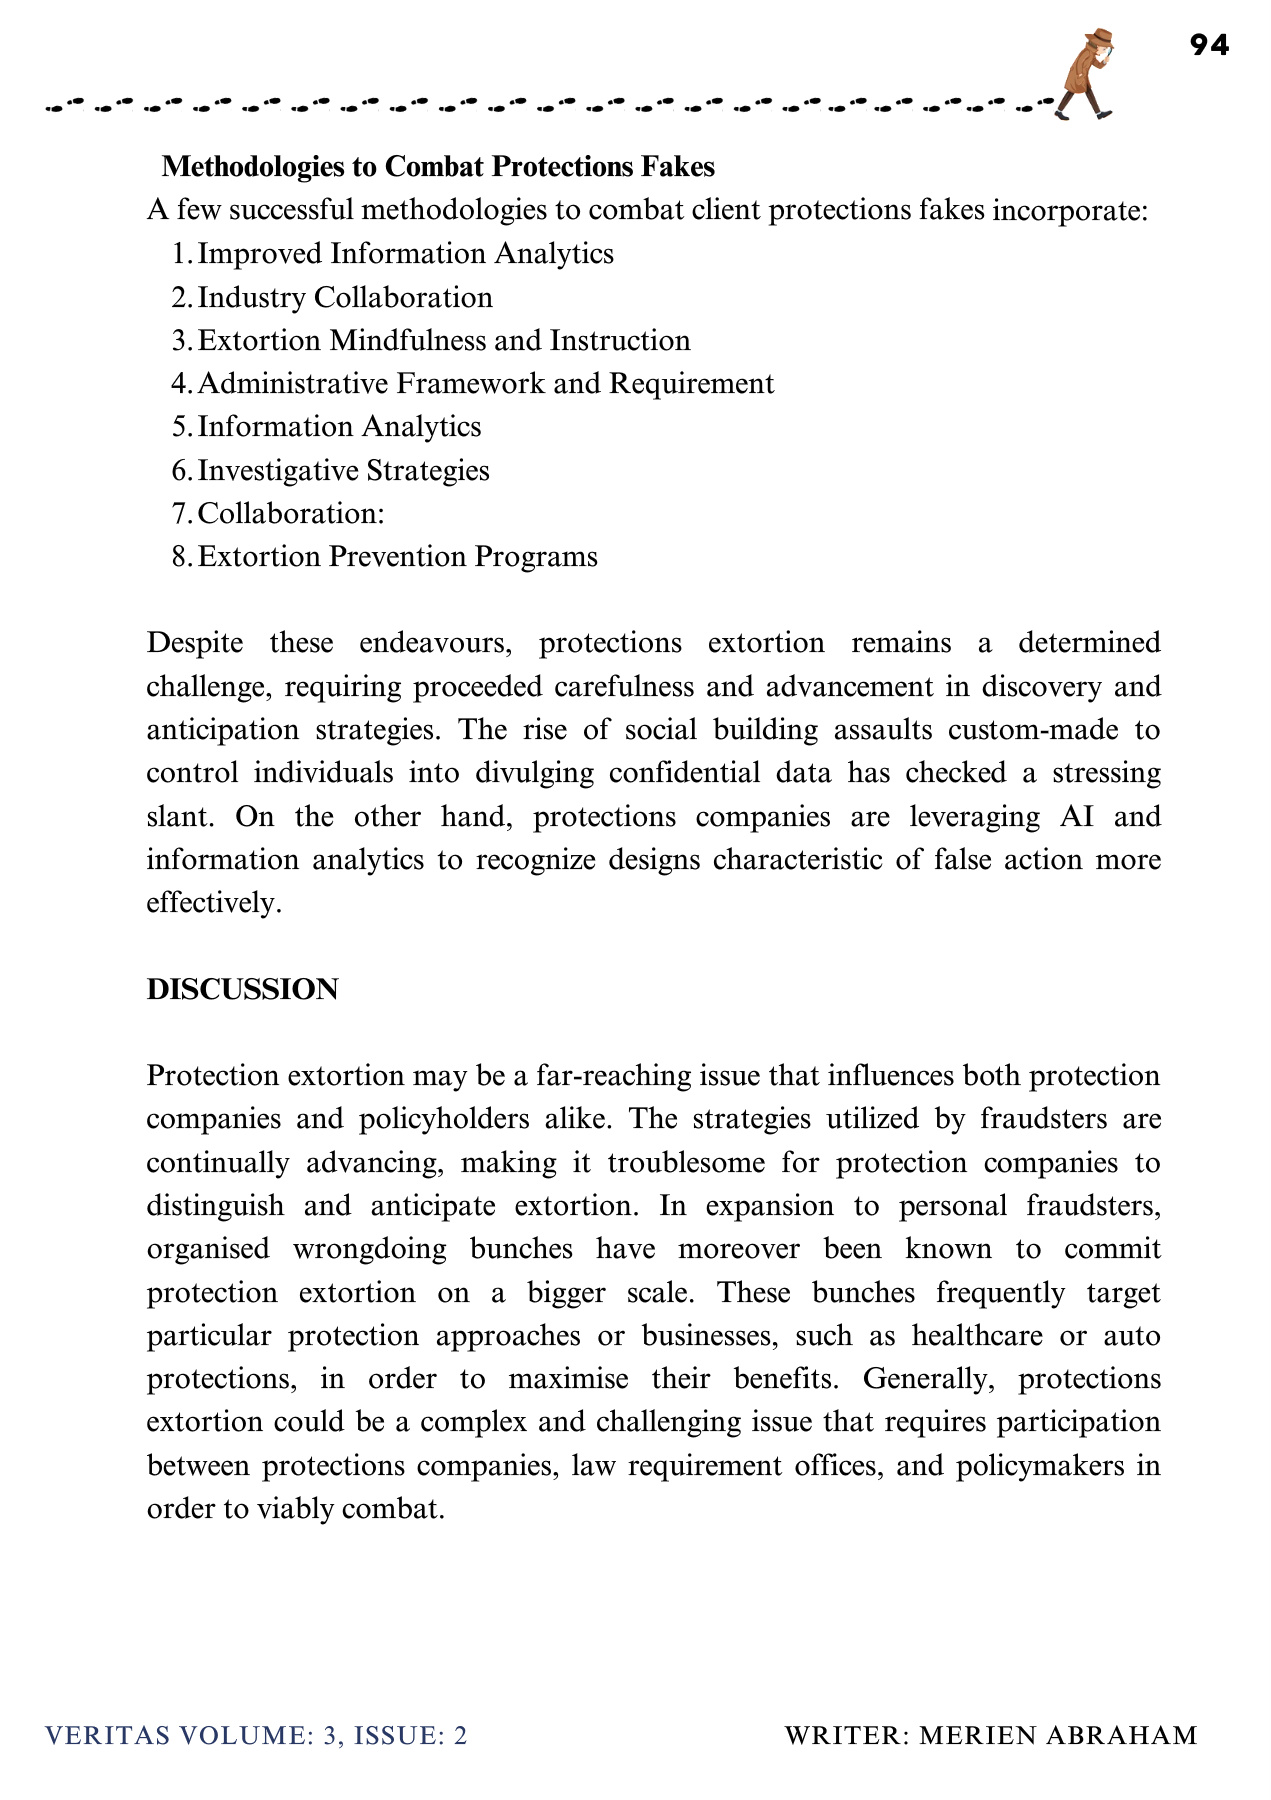 94
Methodologies to Combat Protections Fakes
A few successful methodologies to combat client protections fakes incorporate:
1. Improved Information Analytics
2. Industry Collaboration
3. Extortion Mindfulness and Instruction
4. Administrative Framework and Requirement
5. Information Analytics
6. Investigative Strategies
7. Collaboration:
8. Extortion Prevention Programs
Despite these endeavours, protections extortion remains a determined
challenge, requiring proceeded carefulness and advancement in discovery and
anticipation strategies. The rise of social building assaults custom-made to
control individuals into divulging confidential data has checked a stressing
slant. On the other hand, protections companies are leveraging AI and
information analytics to recognize designs characteristic of false action more
effectively.
DISCUSSION
Protection extortion may be a far-reaching issue that influences both protection
companies and policyholders alike. The strategies utilized by fraudsters are
continually advancing, making it troublesome for protection companies to
distinguish and anticipate extortion. In expansion to personal fraudsters,
organised wrongdoing bunches have moreover been known to commit
protection extortion on a bigger scale. These bunches frequently target
particular protection approaches or businesses, such as healthcare or auto
protections, in order to maximise their benefits. Generally, protections
extortion could be a complex and challenging issue that requires participation
between protections companies, law requirement offices, and policymakers in
order to viably combat.
VERITAS VOLUME: 3, ISSUE: 2
WRITER: MERIEN ABRAHAM